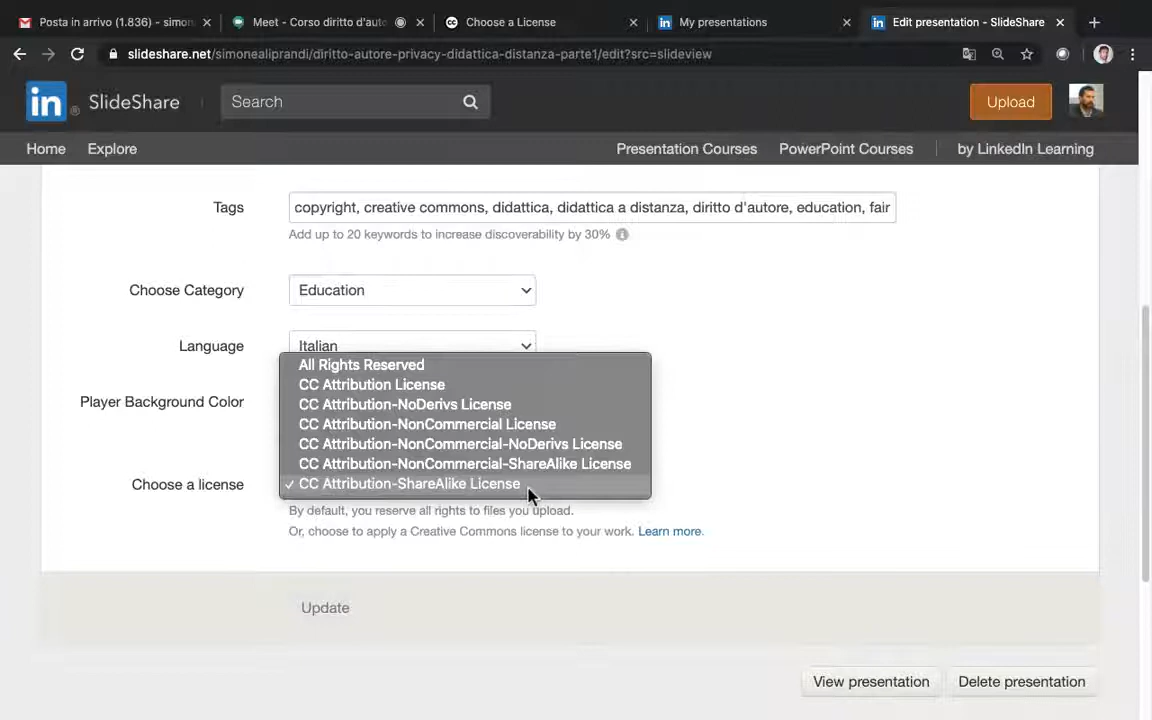 Posta in arrivo (1.836) - simon
Meet - Corso diritto d'auto
Choose a License
My presentations
Edit presentation - SlideShare
slideshare.net/simonealiprandi/diritto-autore-privacy-didattica-distanza-parte1/edit?src=slideview
in SlideShare
Search
Upload
Home Explore Presentation Courses PowerPoint Courses by LinkedIn Learning
Tags copyright, creative commons, didattica, didattica a distanza, diritto d'autore, education, fair
Add up to 20 keywords to increase discoverability by 30%
Choose Category Education
Language Italian
All Rights Reserved
CC Attribution License
Player Background Color CC Attribution-NoDerivs License
CC Attribution-NonCommercial License
CC Attribution-NonCommercial-NoDerivs License
CC Attribution-NonCommercial-ShareAlike License
Choose a license ✓ CC Attribution-ShareAlike License
By default, you reserve all rights to files you upload.
Or, choose to apply a Creative Commons license to your work. Learn more.
Update
View presentation Delete presentation